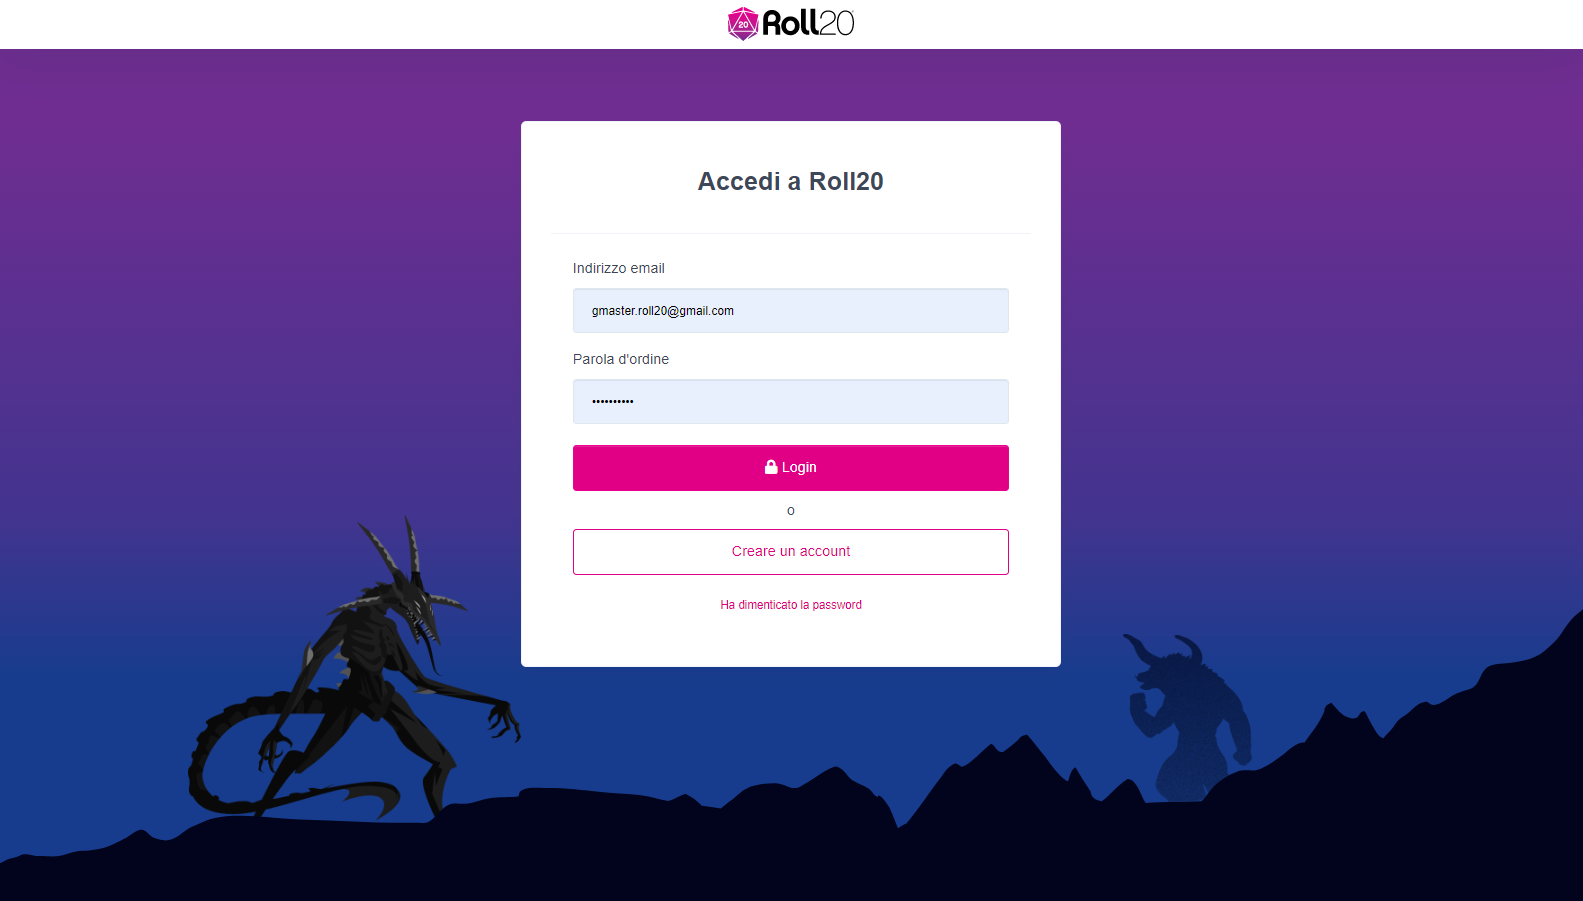 20 Roll20
Accedi a Roll20
Indirizzo email
gmaster.roll20@gmail.com
Parola d'ordine
••••••••••
Login
o
Creare un account
Ha dimenticato la password